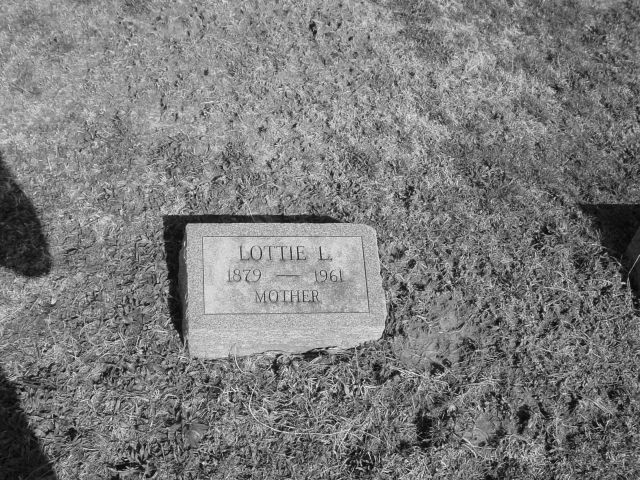 LOTTIE L.
1879 — 1961
MOTHER